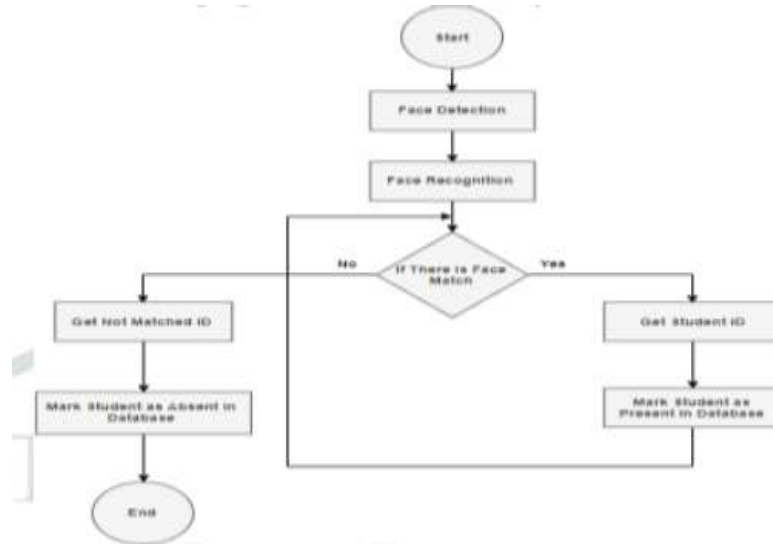 Start
Face Detection
Face Recognition
If There is Face
Match
No
Yes
Get Not Matched ID
Get Student ID
Mark Student as Absent in
Database
Mark Student as
Present in Database
End